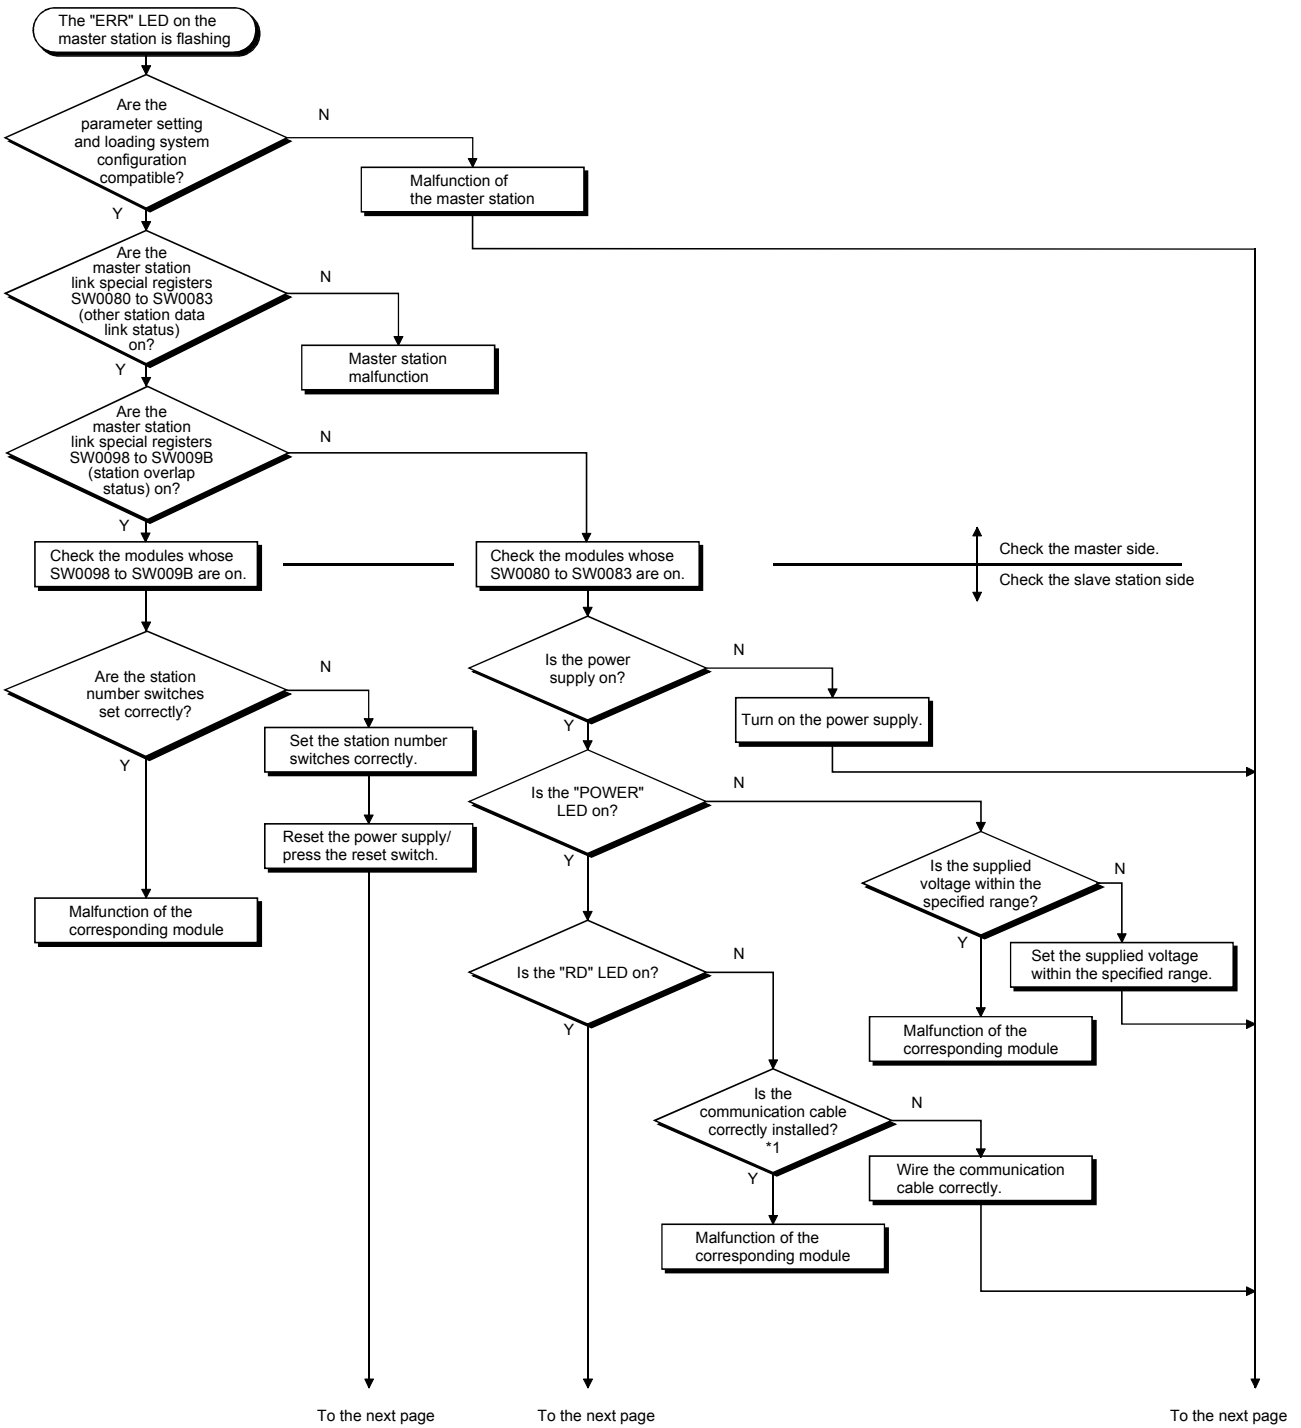 The "ERR" LED on the
master station is flashing
Are the
parameter setting
and loading system
configuration
compatible?
N
Y
Malfunction of
the master station
Are the
master station
link special registers
SW0080 to SW0083
(other station data
link status)
on?
N
Y
Master station
malfunction
Are the
master station
link special registers
SW0098 to SW009B
(station overlap
status) on?
N
Y
Check the modules whose
SW0098 to SW009B are on.
Check the modules whose
SW0080 to SW0083 are on.
Check the master side.
Check the slave station side
Are the station
number switches
set correctly?
N
Y
Set the station number
switches correctly.
Reset the power supply/
press the reset switch.
Malfunction of the
corresponding module
Is the power
supply on?
N
Y
Turn on the power supply.
Is the "POWER"
LED on?
N
Y
Is the supplied
voltage within the
specified range?
N
Y
Set the supplied voltage
within the specified range.
Malfunction of the
corresponding module
Is the "RD" LED on?
N
Y
Is the
communication cable
correctly installed?
*1
N
Y
Wire the communication
cable correctly.
Malfunction of the
corresponding module
To the next page
To the next page
To the next page